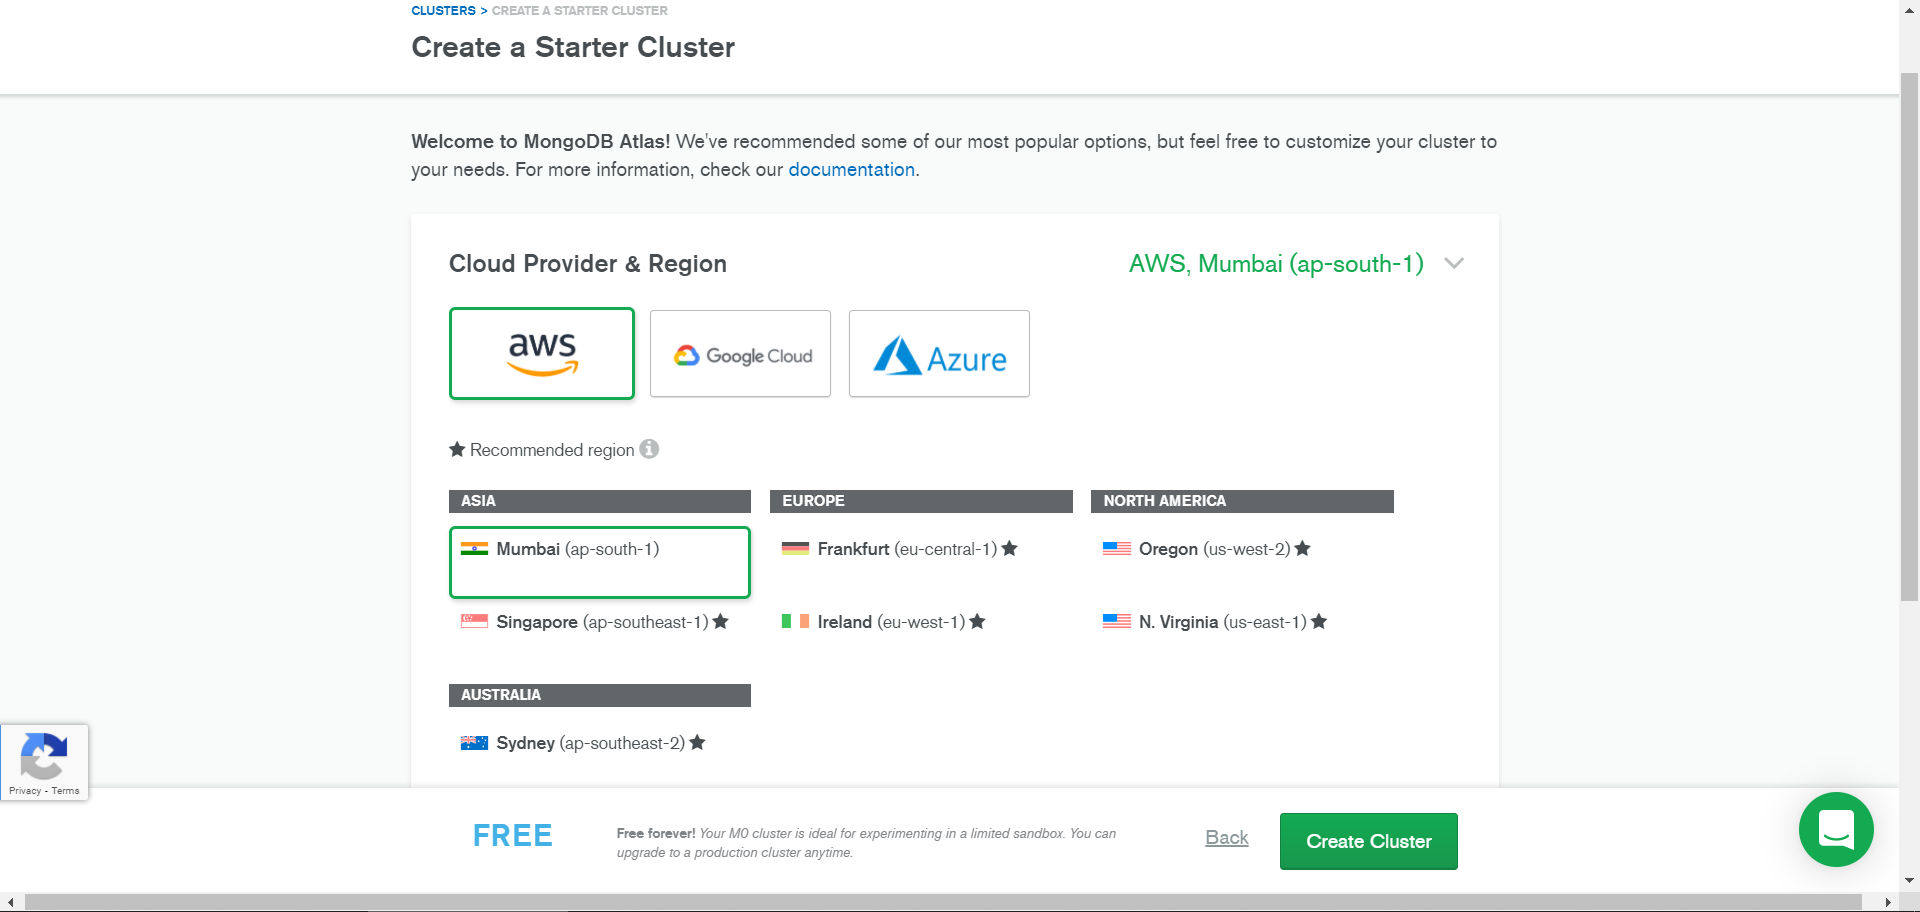 CLUSTERS > CREATE A STARTER CLUSTER
Create a Starter Cluster
Welcome to MongoDB Atlas! We've recommended some of our most popular options, but feel free to customize your cluster to
your needs. For more information, check our documentation.
Cloud Provider & Region
AWS, Mumbai (ap-south-1)
aws
Google Cloud
Azure
★ Recommended region
ASIA
Mumbai (ap-south-1)
Singapore (ap-southeast-1) ★
EUROPE
Frankfurt (eu-central-1) ★
Ireland (eu-west-1) ★
NORTH AMERICA
Oregon (us-west-2) ★
N. Virginia (us-east-1) ★
AUSTRALIA
Sydney (ap-southeast-2) ★
Privacy - Terms
FREE
Free forever! Your M0 cluster is ideal for experimenting in a limited sandbox. You can
upgrade to a production cluster anytime.
Back
Create Cluster